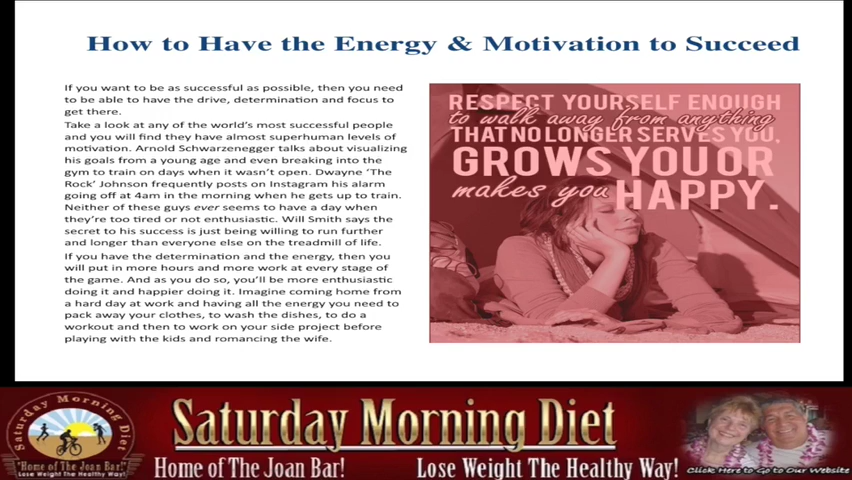 How to Have the Energy & Motivation to Succeed
If you want to be as successful as possible, then you need
to be able to have the drive, determination and focus to
get there.
Take a look at any of the world's most successful people
and you will find they have almost superhuman levels of
motivation. Arnold Schwarzenegger talks about visualizing
his goals from a young age and even breaking into the
gym to train on days when it wasn't open. Dwayne 'The
Rock' Johnson frequently posts on Instagram his alarm
going off at 4am in the morning when he gets up to train.
Neither of these guys ever seems to have a day when
they're too tired or not enthusiastic. Will Smith says the
secret to his success is just being willing to run further
and longer than everyone else on the treadmill of life.
If you have the determination and the energy, then you
will put in more hours and more work at every stage of
the game. And as you do so, you'll be more enthusiastic
doing it and happier doing it. Imagine coming home from
a hard day at work and having all the energy you need to
pack away your clothes, to wash the dishes, to do a
workout and then to work on your side project before
playing with the kids and romancing the wife.
RESPECT YOURSELF ENOUGH
to walk away from anything
THAT NO LONGER SERVES YOU,
GROWS YOU OR
makes you HAPPY.
Saturday Morning Diet
"Home of The Joan Bar!"
Lose Weight The Healthy Way!
Saturday Morning Diet
Home of The Joan Bar! Lose Weight The Healthy Way!
Click Here to Go to Our Website